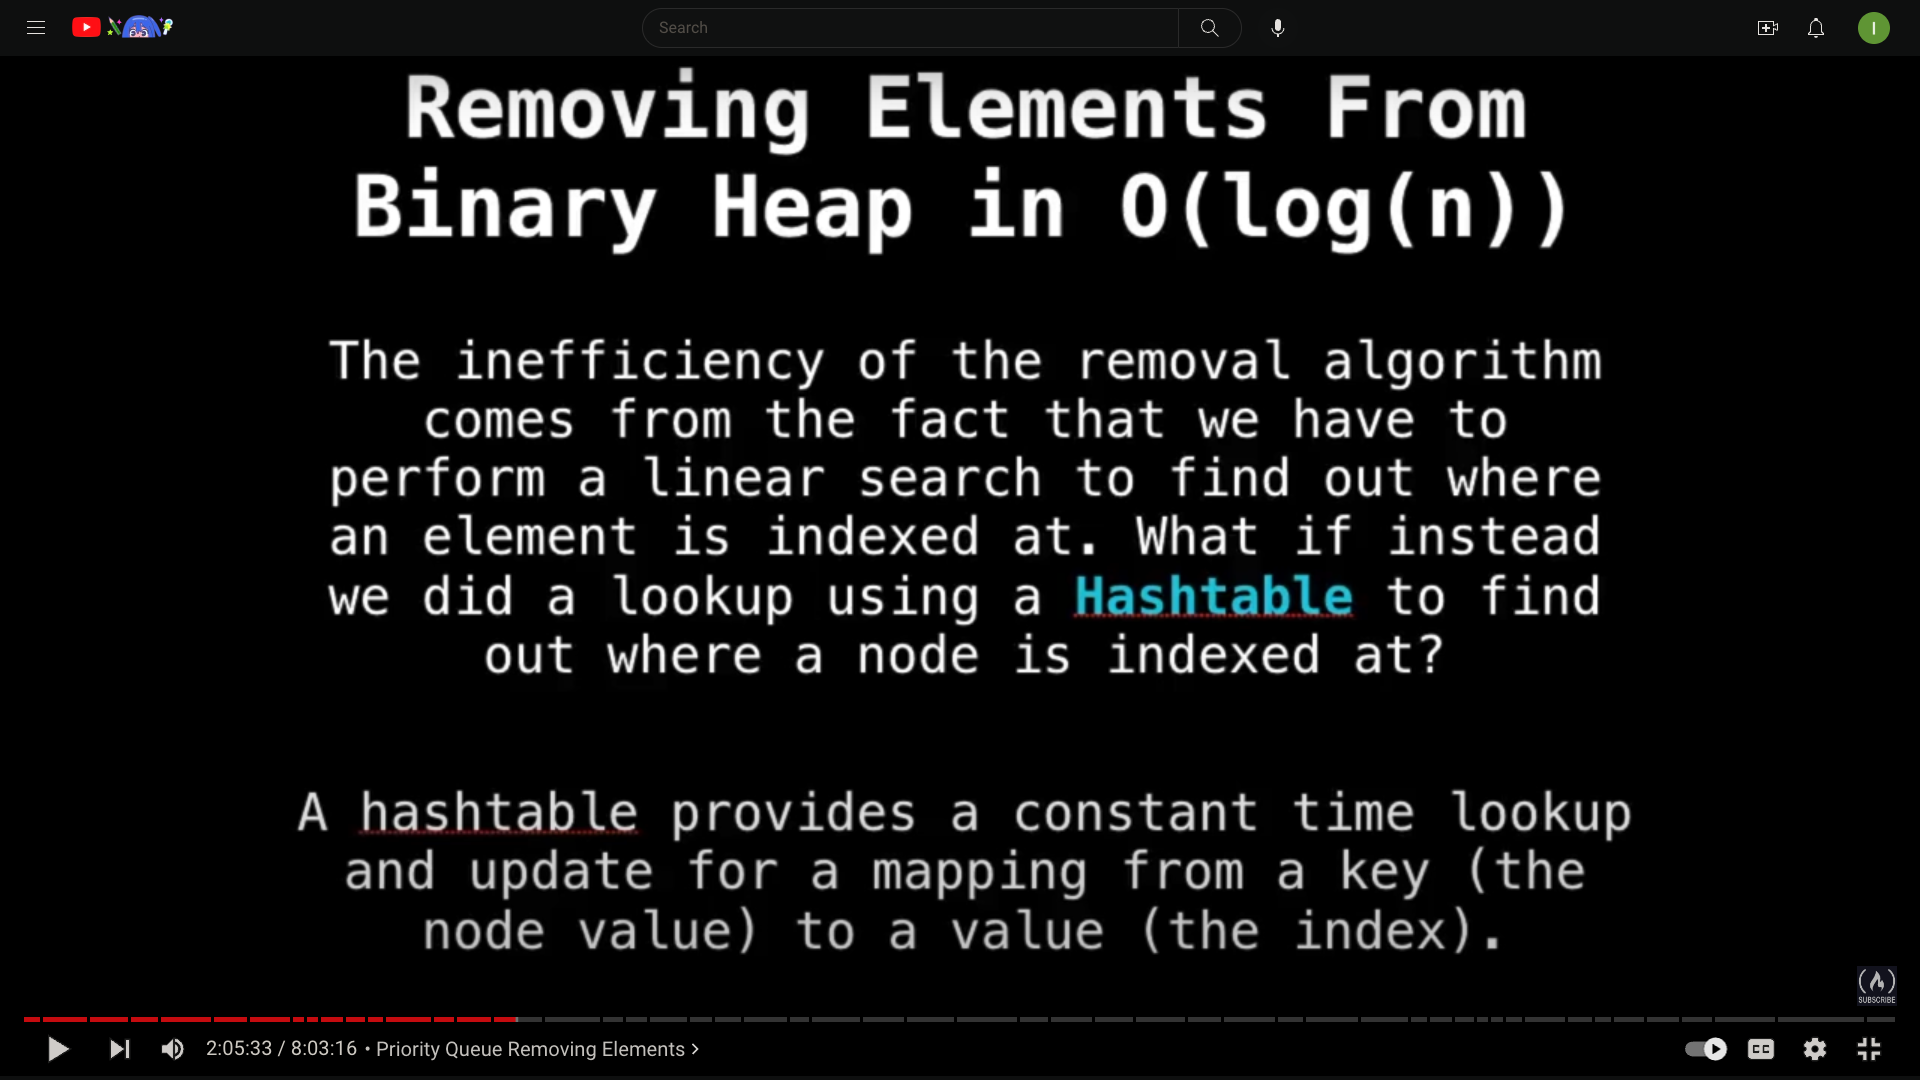 Search
I
Removing Elements From
Binary Heap in O(log(n))
The inefficiency of the removal algorithm
comes from the fact that we have to
perform a linear search to find out where
an element is indexed at. What if instead
we did a lookup using a Hashtable to find
out where a node is indexed at?
A hashtable provides a constant time lookup
and update for a mapping from a key (the
node value) to a value (the index).
SUBSCRIBE
2:05:33 / 8:03:16 • Priority Queue Removing Elements
CC